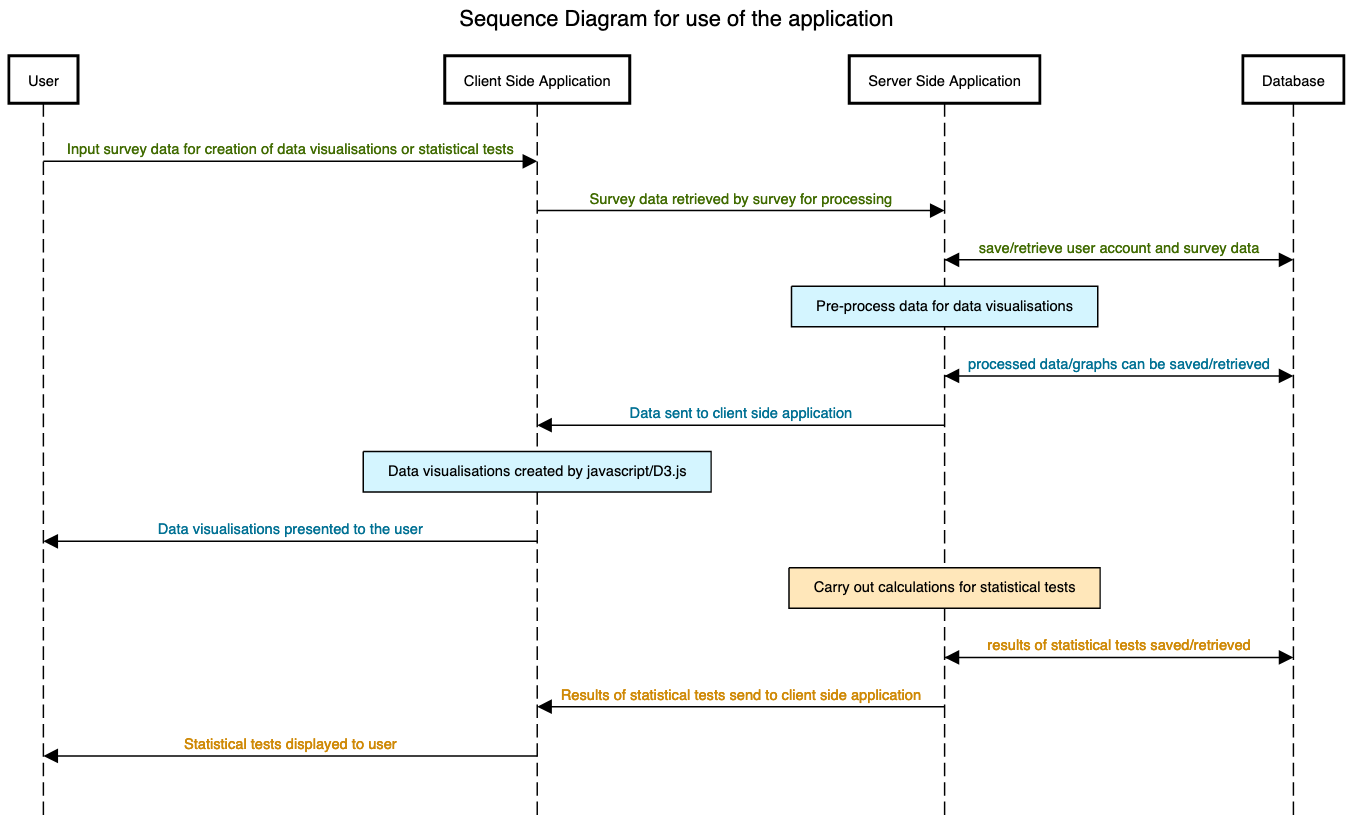 Sequence Diagram for use of the application
User
Client Side Application
Server Side Application
Database
Input survey data for creation of data visualisations or statistical tests
Survey data retrieved by survey for processing
save/retrieve user account and survey data
Pre-process data for data visualisations
processed data/graphs can be saved/retrieved
Data sent to client side application
Data visualisations created by javascript/D3.js
Data visualisations presented to the user
Carry out calculations for statistical tests
results of statistical tests saved/retrieved
Results of statistical tests send to client side application
Statistical tests displayed to user